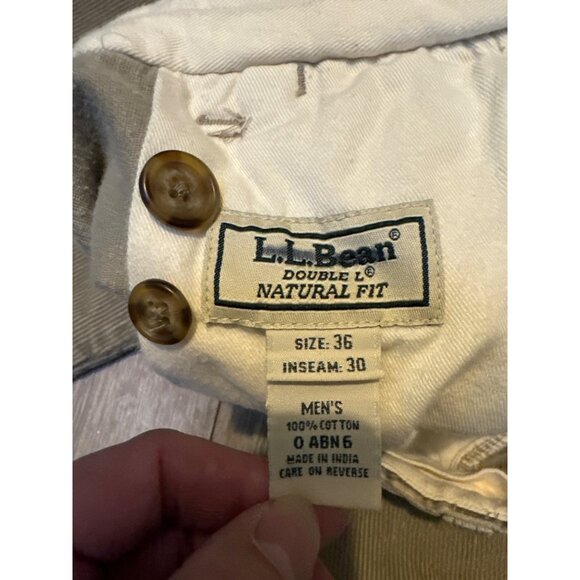 L.L.Bean®
DOUBLE L®
NATURAL FIT
SIZE: 36
INSEAM: 30
MEN'S
100% COTTON
0 ABN6
MADE IN INDIA
CARE ON REVERSE